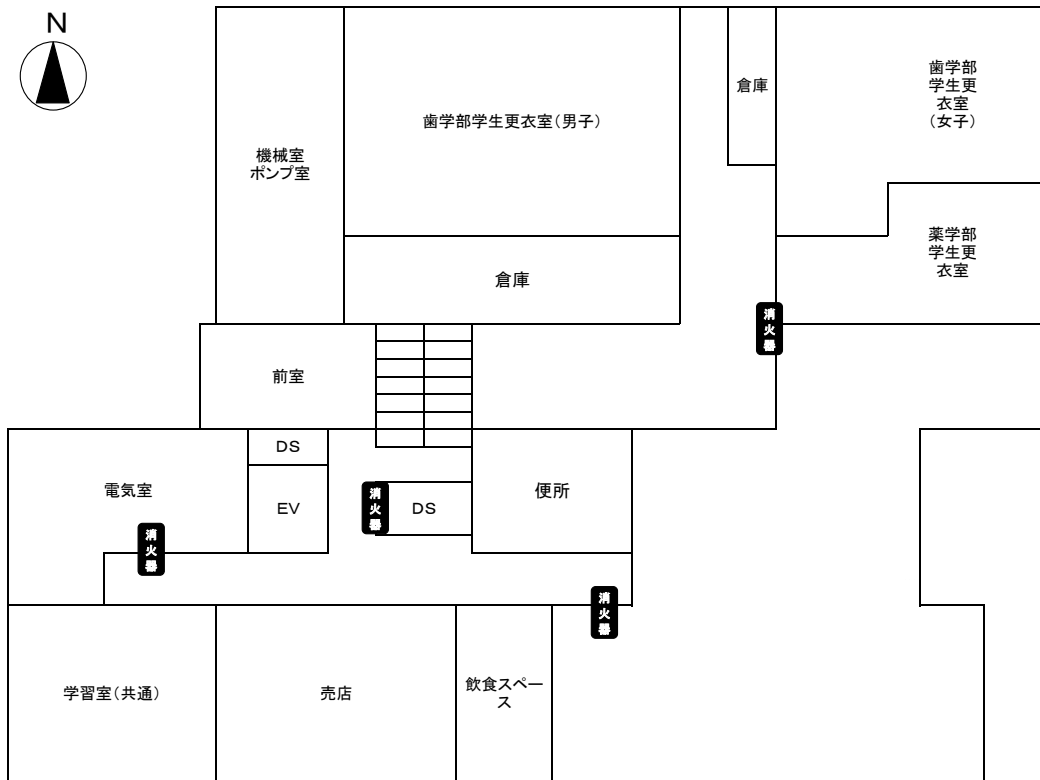 N
歯学部
学生更
衣室
（女子）
倉庫
歯学部学生更衣室（男子）
機械室
ポンプ室
薬学部
学生更
衣室
倉庫
消
火
器
前室
DS
電気室
EV
消
火
器
DS
便所
消
火
器
消
火
器
学習室（共通）
売店
飲食スペー
ス